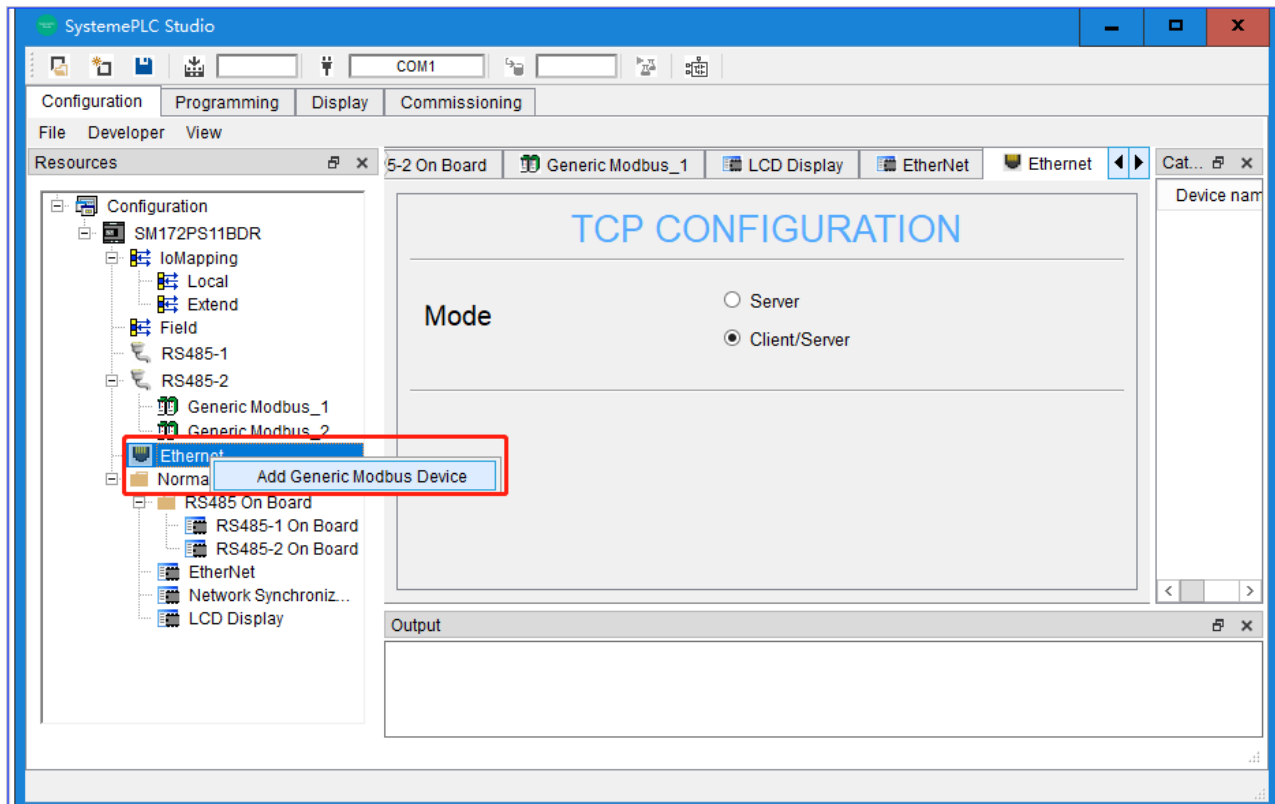 SystemePLC Studio
COM1
Configuration Programming Display Commissioning
File Developer View
Resources
5-2 On Board Generic Modbus_1 LCD Display EtherNet Ethernet
Cat...
Device nam
Configuration
SM172PS11BDR
IoMapping
Local
Extend
Field
RS485-1
RS485-2
Generic Modbus_1
Generic Modbus_2
Ethernet
Add Generic Modbus Device
Norma
RS485 On Board
RS485-1 On Board
RS485-2 On Board
EtherNet
Network Synchroniz...
LCD Display
TCP CONFIGURATION
Mode
Server
Client/Server
Output